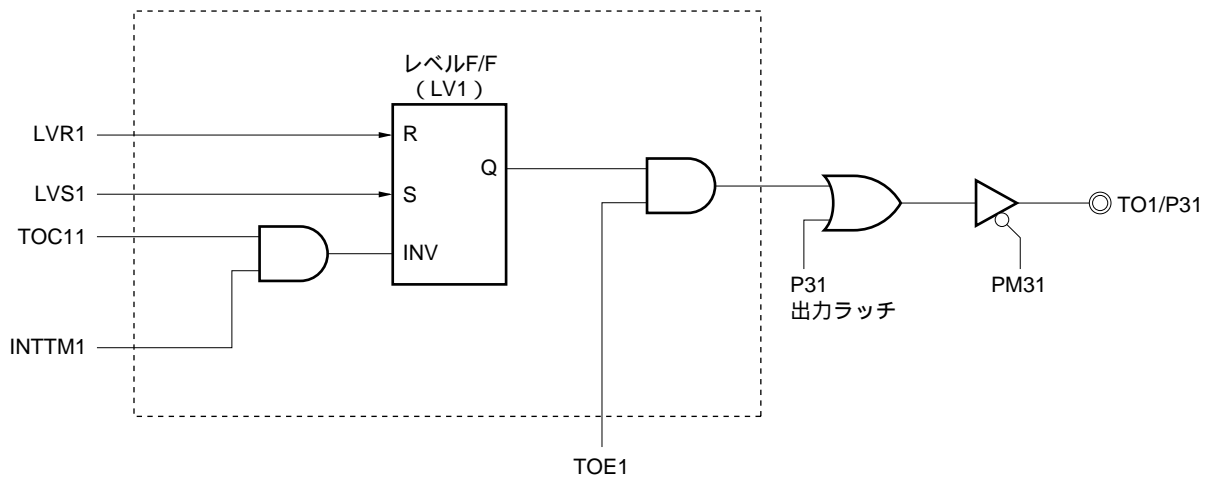 レベルF/F
（LV1）
LVR1
R
Q
LVS1
S
TO1/P31
TOC11
INV
P31
出力ラッチ
PM31
INTTM1
TOE1